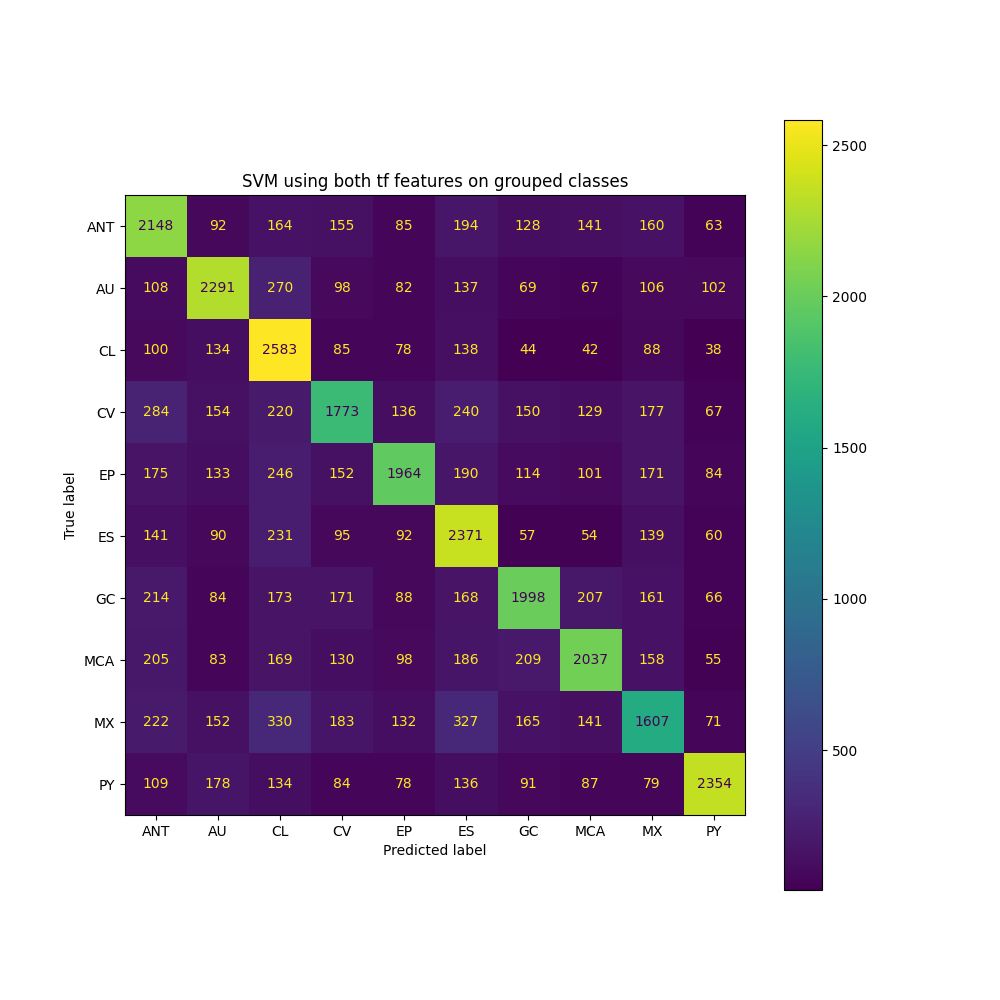 SVM using both tf features on grouped classes
ANT 2148 92 164 155 85 194 128 141 160 63
AU 108 2291 270 98 82 137 69 67 106 102
CL 100 134 2583 85 78 138 44 42 88 38
CV 284 154 220 1773 136 240 150 129 177 67
EP 175 133 246 152 1964 190 114 101 171 84
ES 141 90 231 95 92 2371 57 54 139 60
GC 214 84 173 171 88 168 1998 207 161 66
MCA 205 83 169 130 98 186 209 2037 158 55
MX 222 152 330 183 132 327 165 141 1607 71
PY 109 178 134 84 78 136 91 87 79 2354
ANT AU CL CV EP ES GC MCA MX PY
Predicted label
True label
2500
2000
1500
1000
500